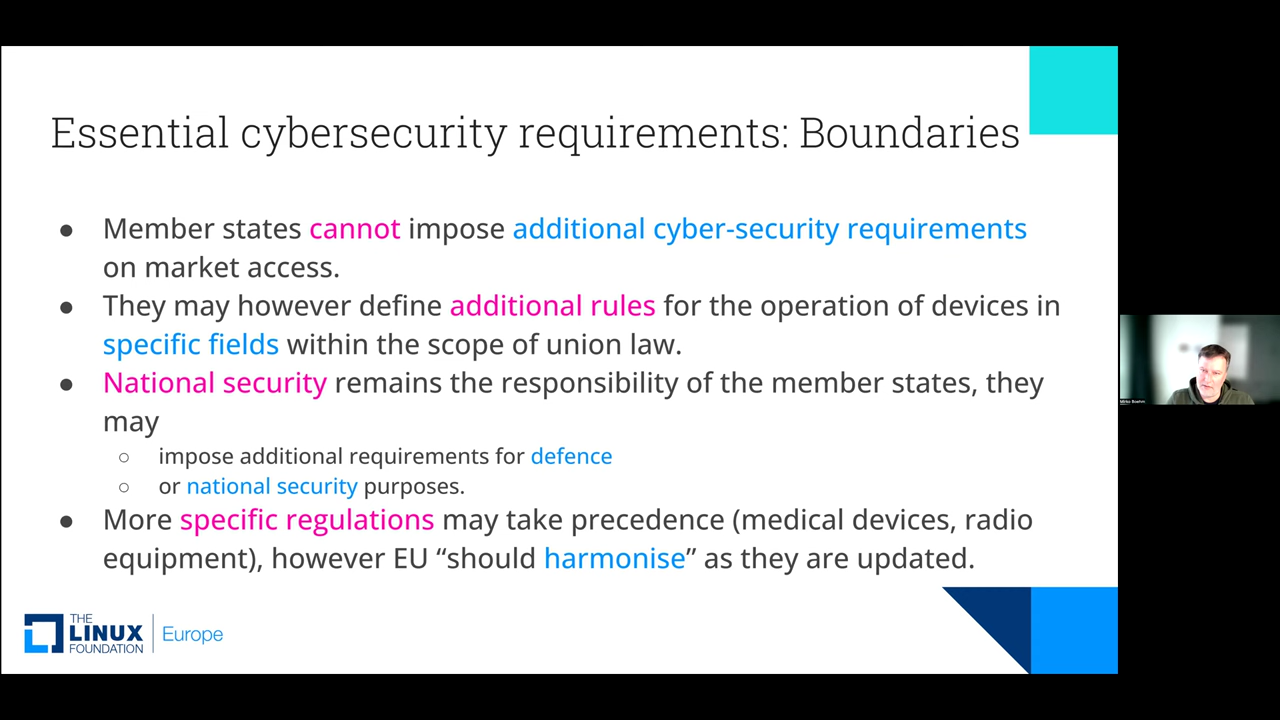 Essential cybersecurity requirements: Boundaries
● Member states cannot impose additional cyber-security requirements
on market access.
● They may however define additional rules for the operation of devices in
specific fields within the scope of union law.
● National security remains the responsibility of the member states, they
may
○ impose additional requirements for defence
○ or national security purposes.
● More specific regulations may take precedence (medical devices, radio
equipment), however EU “should harmonise” as they are updated.
THE
LINUX
FOUNDATION
Europe
Mirko Boehm